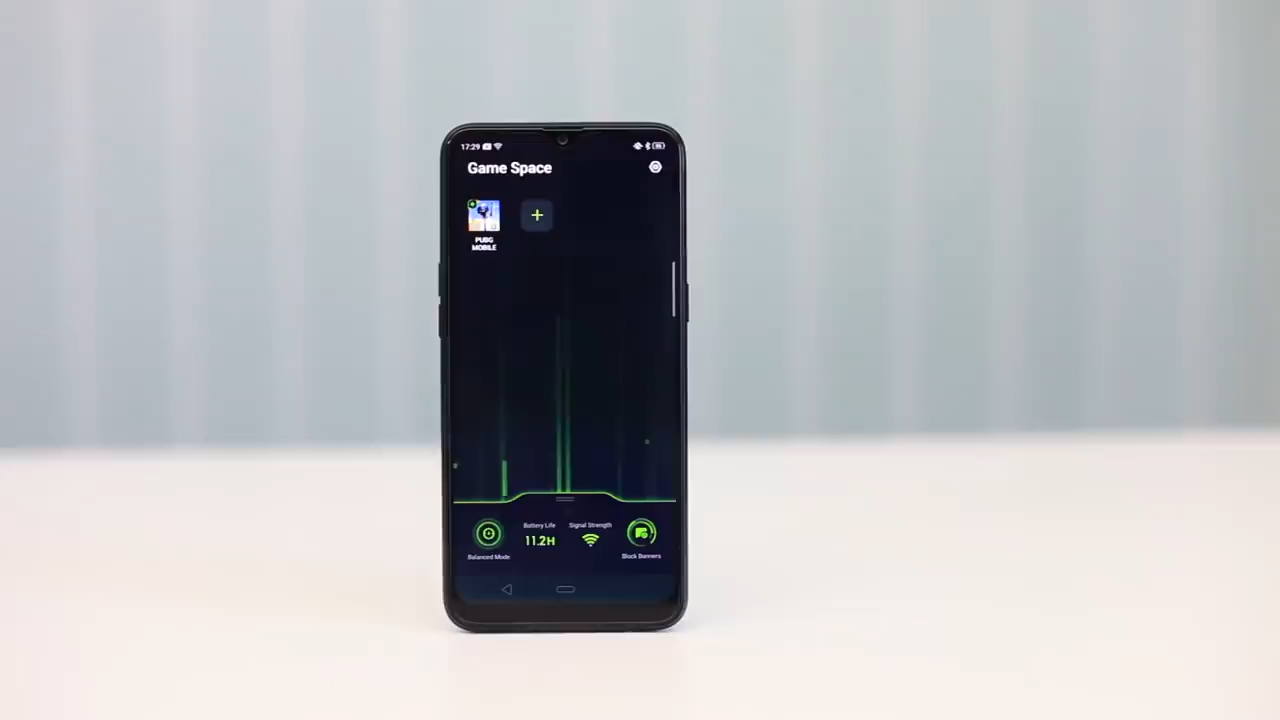 17:29
Game Space
PUBG
MOBILE
Battery Life
Signal Strength
11.2H
Balanced Mode
Block Banners